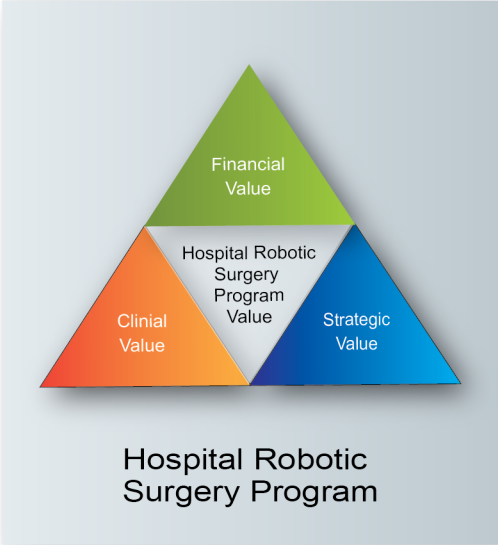 Financial
Value
Hospital Robotic
Surgery
Program
Value
Clinial
Value
Strategic
Value
Hospital Robotic
Surgery Program